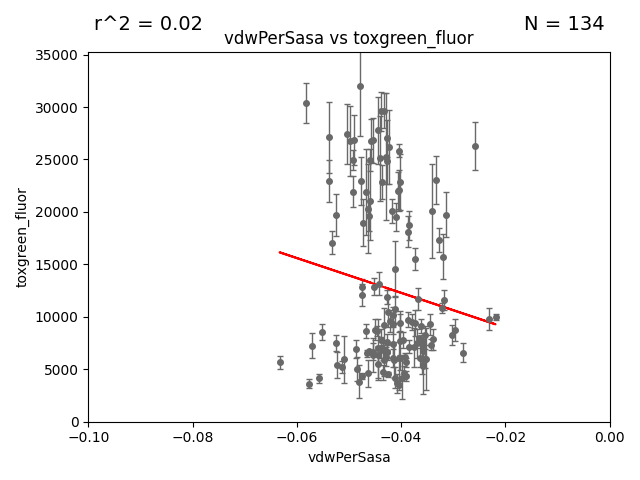 r^2 = 0.02
N = 134
vdwPerSasa vs toxgreen_fluor
35000
30000
25000
20000
15000
10000
5000
0
toxgreen_fluor
−0.10
−0.08
−0.06
−0.04
−0.02
0.00
vdwPerSasa